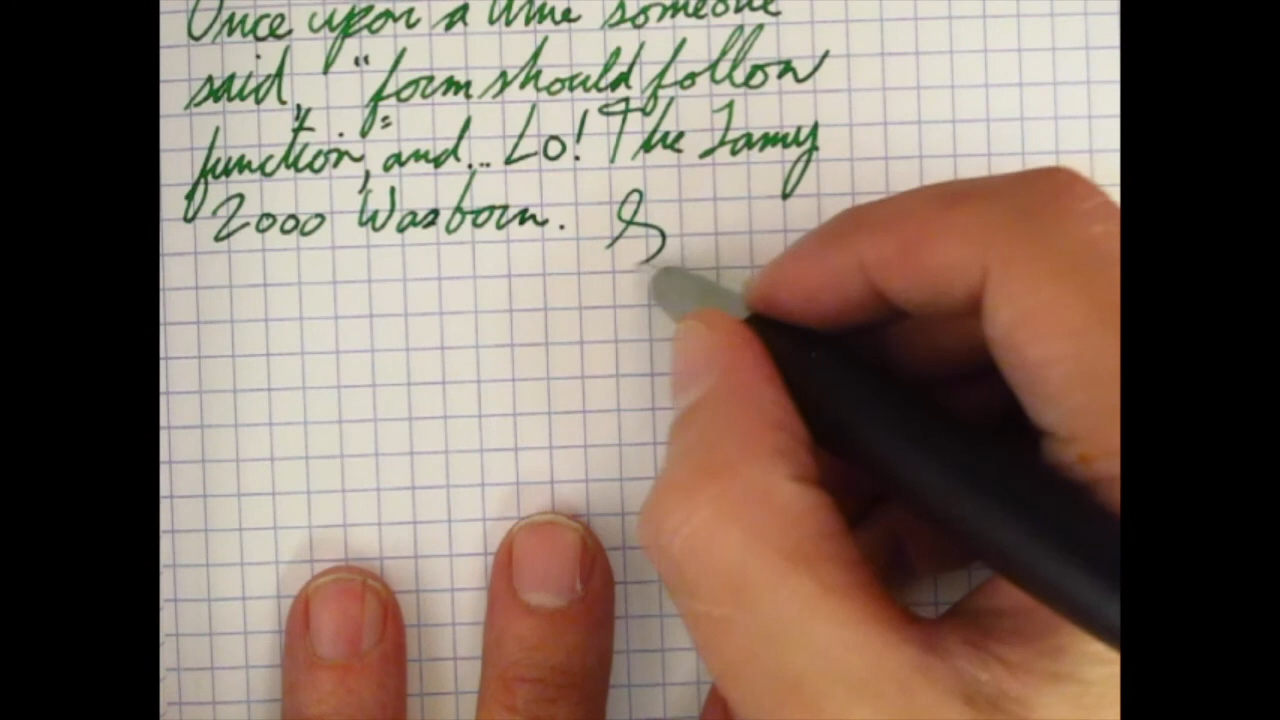 Once upon a time someone
said, "form should follow
function," and... Lo! The Lamy
2000 Was born. S